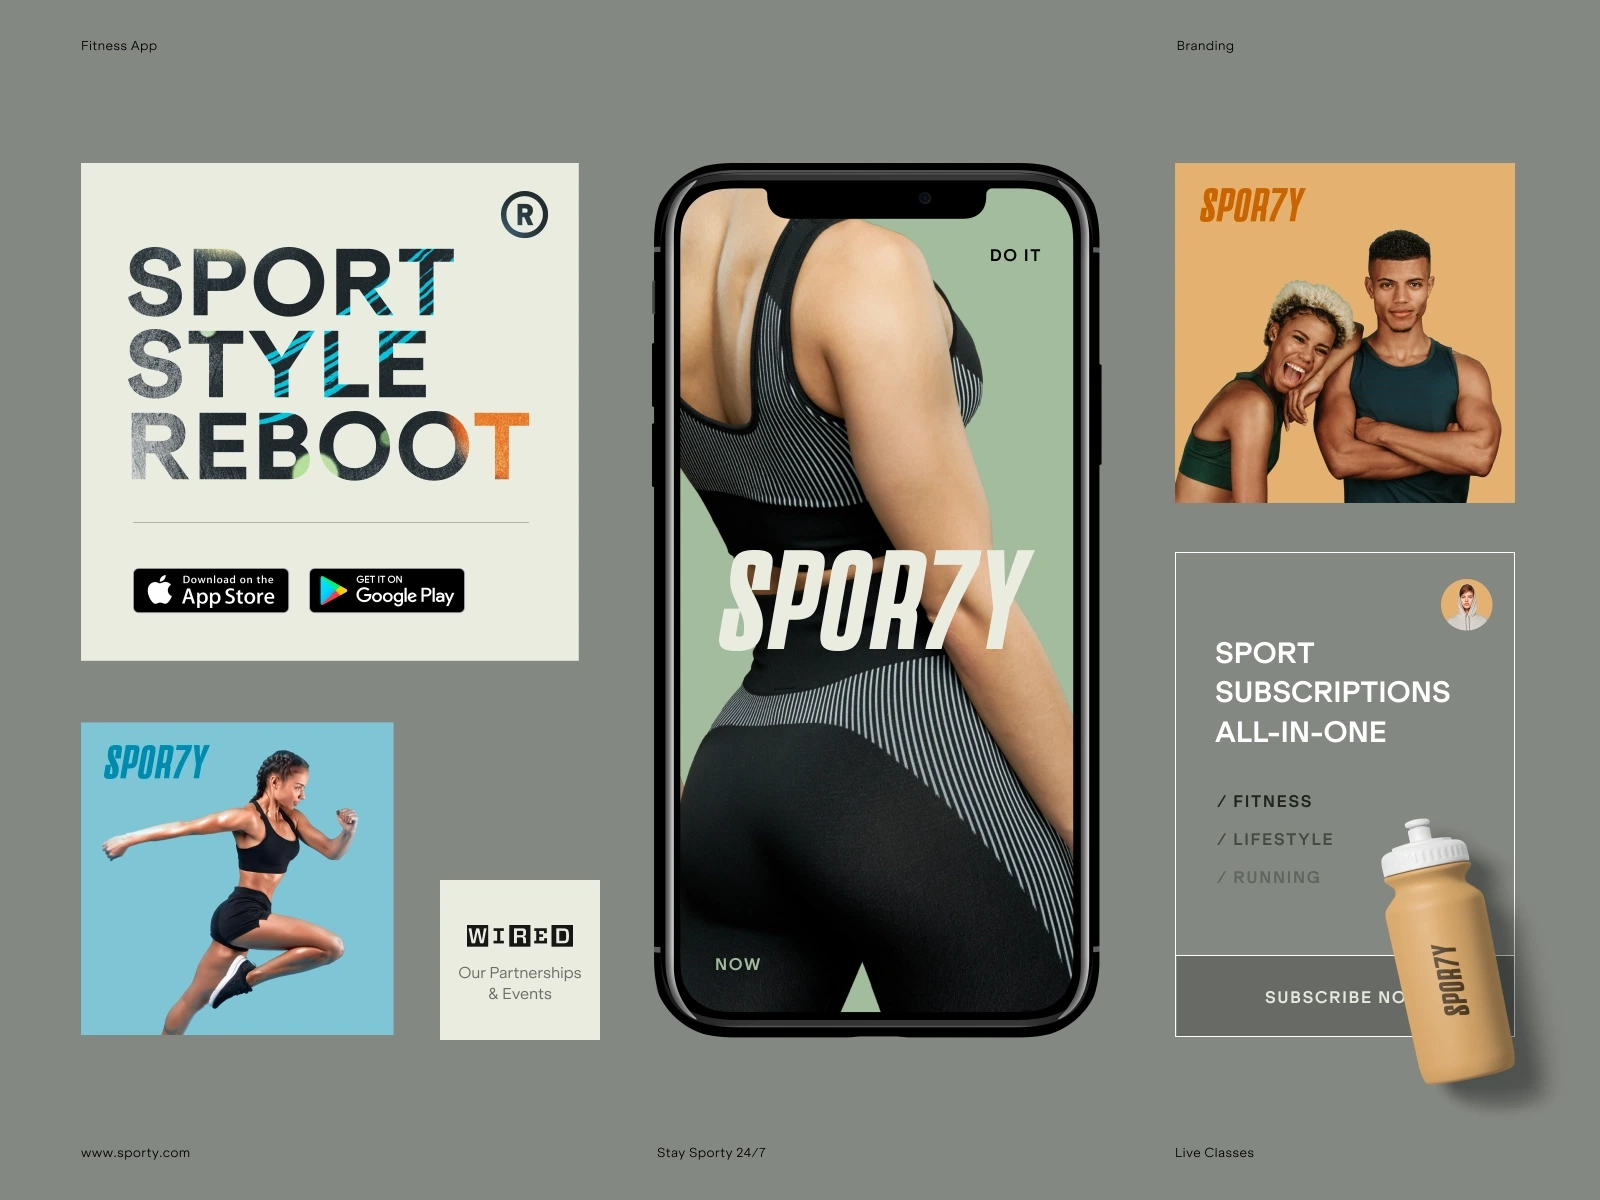 Fitness App
Branding
®
SPORT
STYLE
REBOOT
Download on the
App Store
GET IT ON
Google Play
SPOR7Y
WIRED
Our Partnerships
& Events
DO IT
SPOR7Y
NOW
SPOR7Y
SPORT
SUBSCRIPTIONS
ALL-IN-ONE
/ FITNESS
/ LIFESTYLE
/ RUNNING
SUBSCRIBE NO
SPOR7Y
www.sporty.com
Stay Sporty 24/7
Live Classes